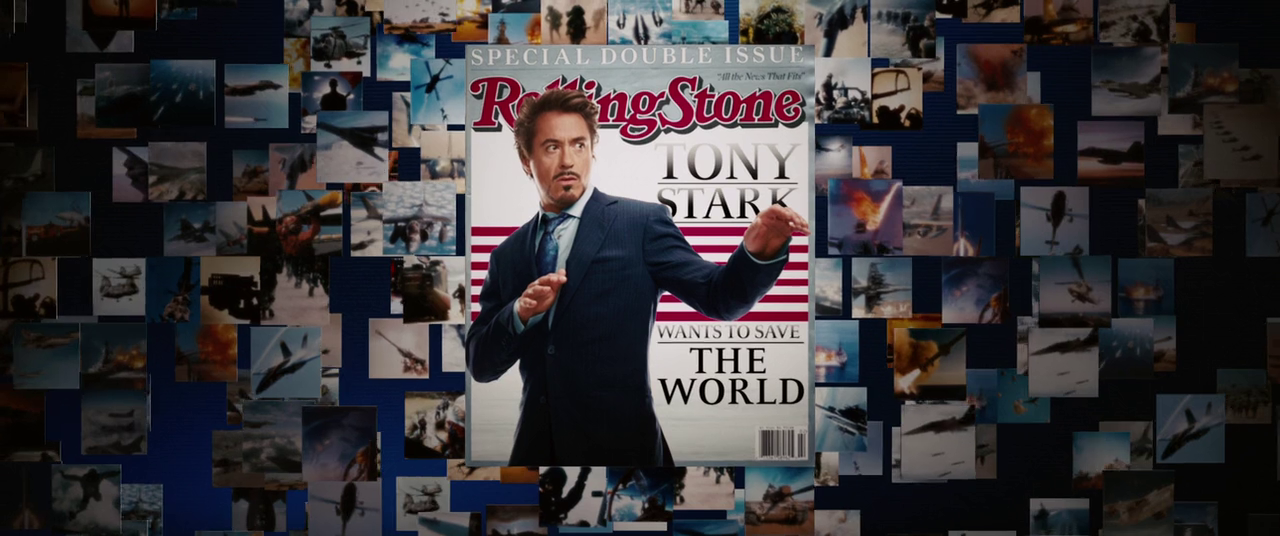 SPECIAL DOUBLE ISSUE
"All the News That Fits"
RollingStone
TONY
STARK
WANTS TO SAVE
THE
WORLD